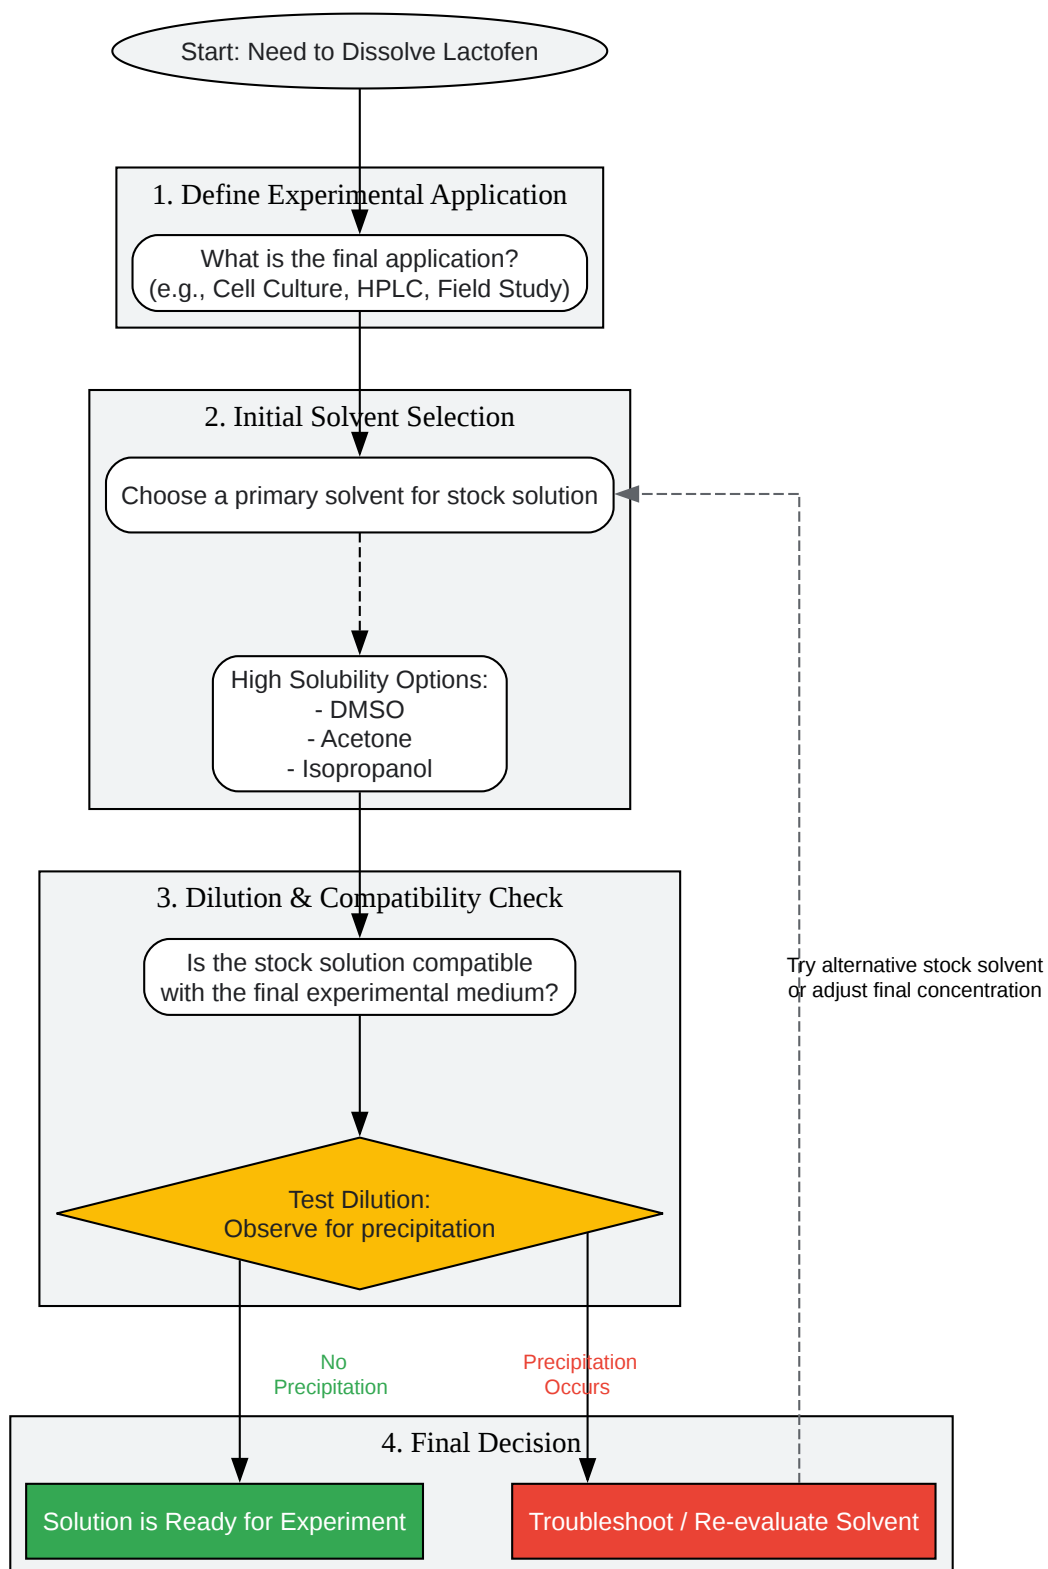 Start: Need to Dissolve Lactofen
1. Define Experimental Application
What is the final application?
(e.g., Cell Culture, HPLC, Field Study)
2. Initial Solvent Selection
Choose a primary solvent for stock solution
High Solubility Options:
- DMSO
- Acetone
- Isopropanol
3. Dilution & Compatibility Check
Is the stock solution compatible
with the final experimental medium?
Try alternative stock solvent
or adjust final concentration
Test Dilution:
Observe for precipitation
No
Precipitation
Precipitation
Occurs
4. Final Decision
Solution is Ready for Experiment
Troubleshoot / Re-evaluate Solvent